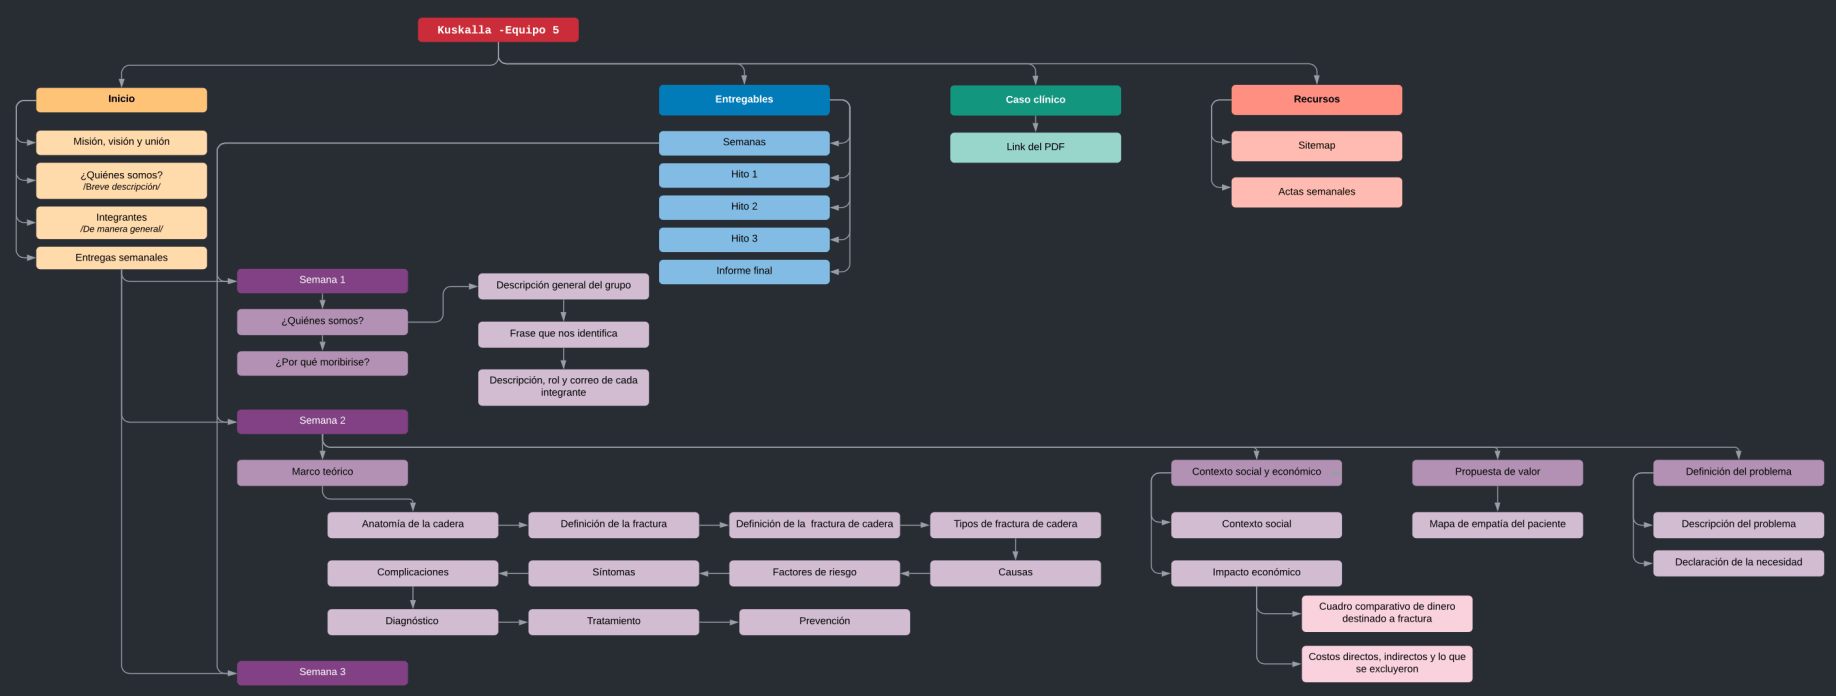 Kuskalla -Equipo 5
Inicio
Misión, visión y unión
¿Quiénes somos?
/Breve descripción/
Integrantes
/De manera general/
Entregas semanales
Entregables
Semanas
Hito 1
Hito 2
Hito 3
Informe final
Caso clínico
Link del PDF
Recursos
Sitemap
Actas semanales
Semana 1
¿Quiénes somos?
¿Por qué moribirise?
Descripción general del grupo
Frase que nos identifica
Descripción, rol y correo de cada
integrante
Semana 2
Marco teórico
Anatomía de la cadera
Definición de la fractura
Definición de la  fractura de cadera
Tipos de fractura de cadera
Causas
Factores de riesgo
Síntomas
Complicaciones
Diagnóstico
Tratamiento
Prevención
Contexto social y económico
Contexto social
Impacto económico
Cuadro comparativo de dinero
destinado a fractura
Costos directos, indirectos y lo que
se excluyeron
Propuesta de valor
Mapa de empatía del paciente
Definición del problema
Descripción del problema
Declaración de la necesidad
Semana 3